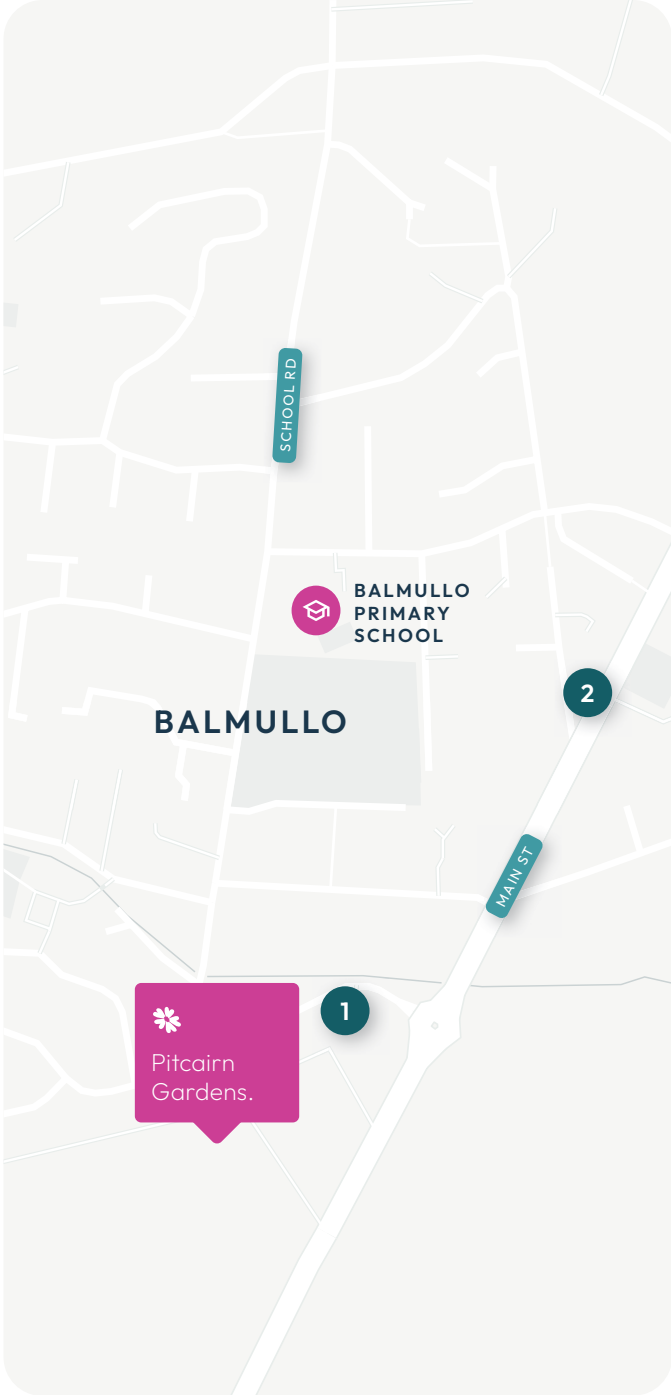 SCHOOL RD
BALMULLO
PRIMARY
SCHOOL
2
BALMULLO
MAIN ST
1
Pitcairn
Gardens.